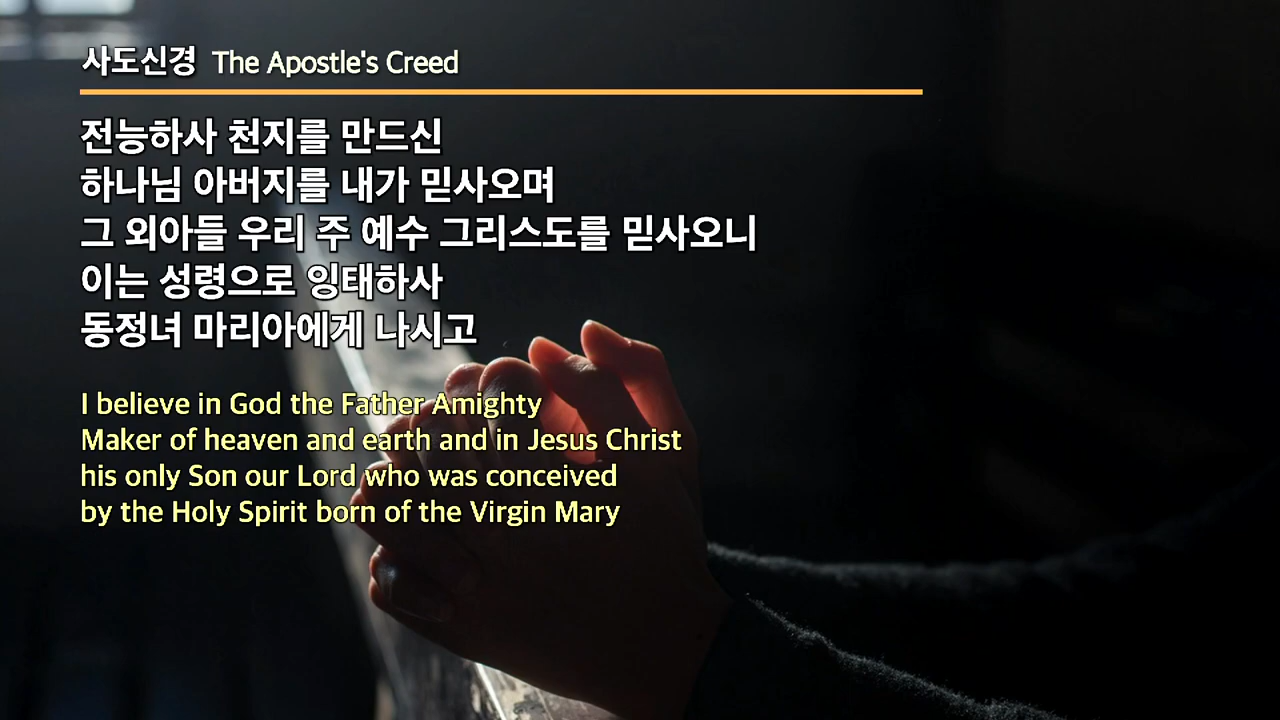 사도신경 The Apostle's Creed
전능하사 천지를 만드신
하나님 아버지를 내가 믿사오며
그 외아들 우리 주 예수 그리스도를 믿사오니
이는 성령으로 잉태하사
동정녀 마리아에게 나시고
I believe in God the Father Amighty
Maker of heaven and earth and in Jesus Christ
his only Son our Lord who was conceived
by the Holy Spirit born of the Virgin Mary